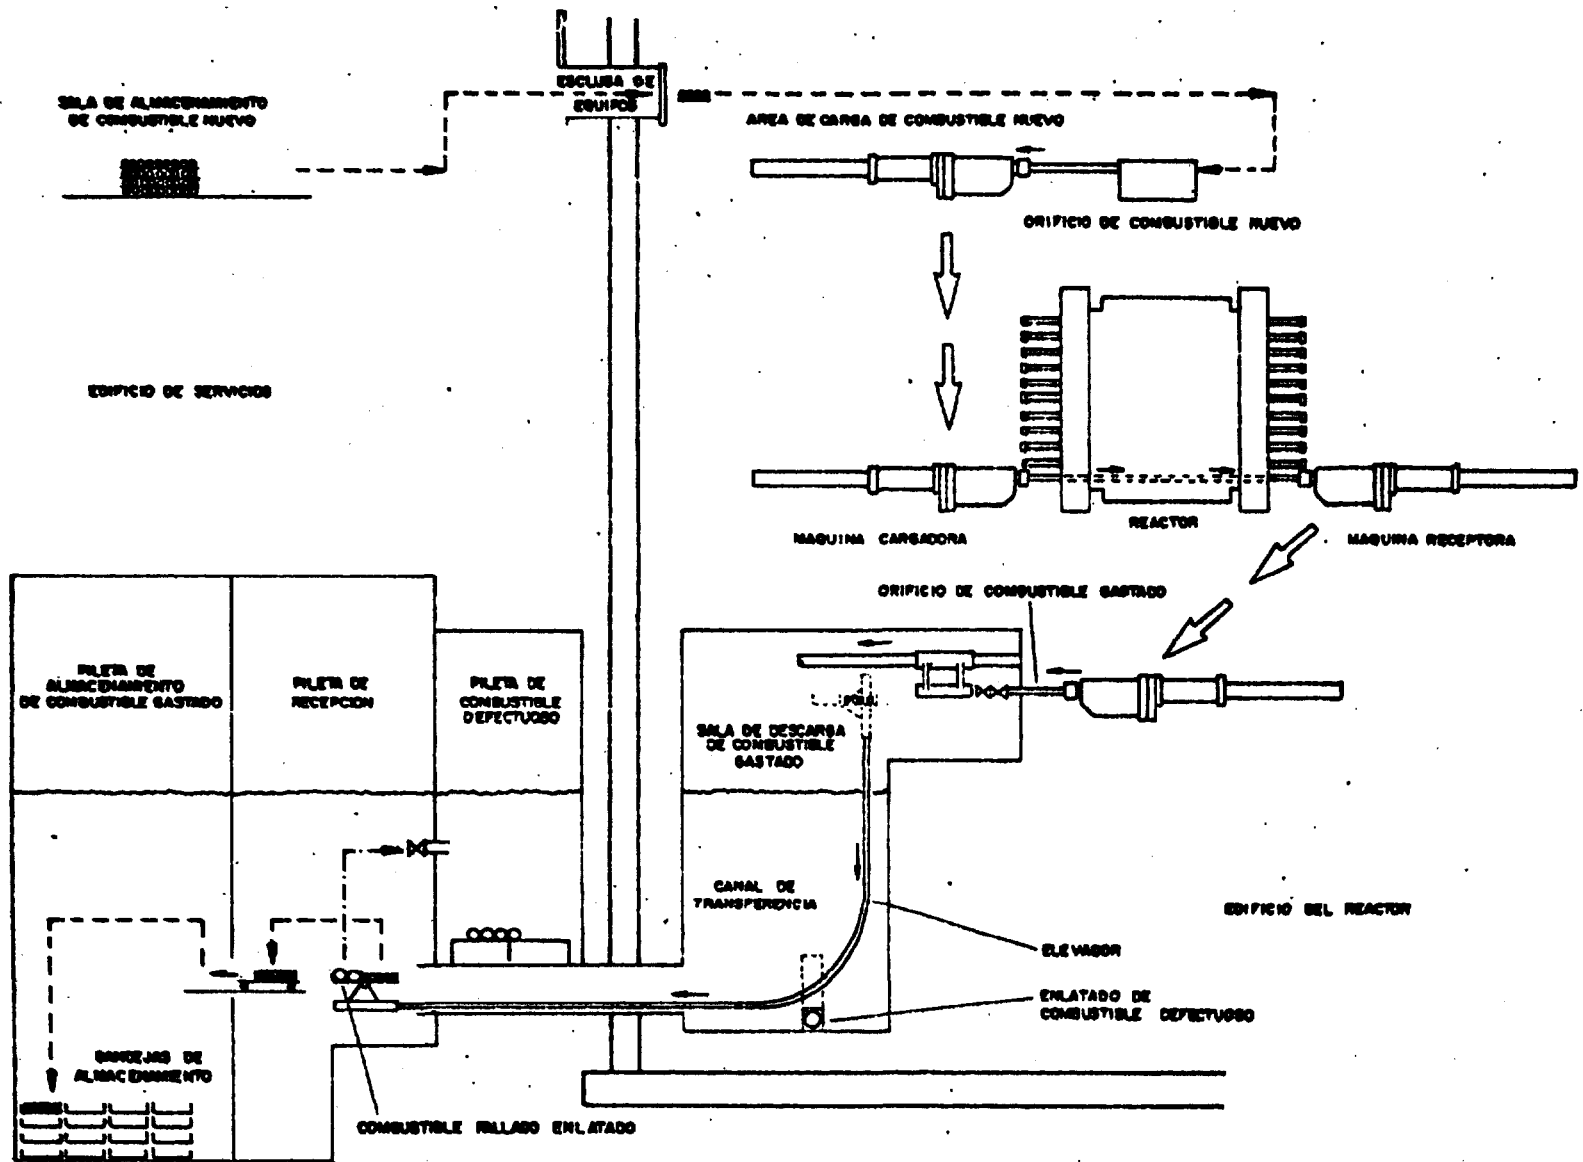 ESCLUSA DE
EQUIPOS
SALA DE ALMACENAMIENTO
DE COMBUSTIBLE NUEVO
AREA DE CARGA DE COMBUSTIBLE NUEVO
ORIFICIO DE COMBUSTIBLE NUEVO
EDIFICIO DE SERVICIOS
REACTOR
MAQUINA CARGADORA
MAQUINA RECEPTORA
ORIFICIO DE COMBUSTIBLE GASTADO
PILETA DE
ALMACENAMIENTO
DE COMBUSTIBLE GASTADO
PILETA DE
RECEPCION
PILETA DE
COMBUSTIBLE
DEFECTUOSO
SALA DE DESCARGA
DE COMBUSTIBLE
GASTADO
CANAL DE
TRANSFERENCIA
EDIFICIO DEL REACTOR
ELEVADOR
ENLATADO DE
COMBUSTIBLE DEFECTUOSO
BANDEJAS DE
ALMACENAMIENTO
COMBUSTIBLE FALLADO ENLATADO